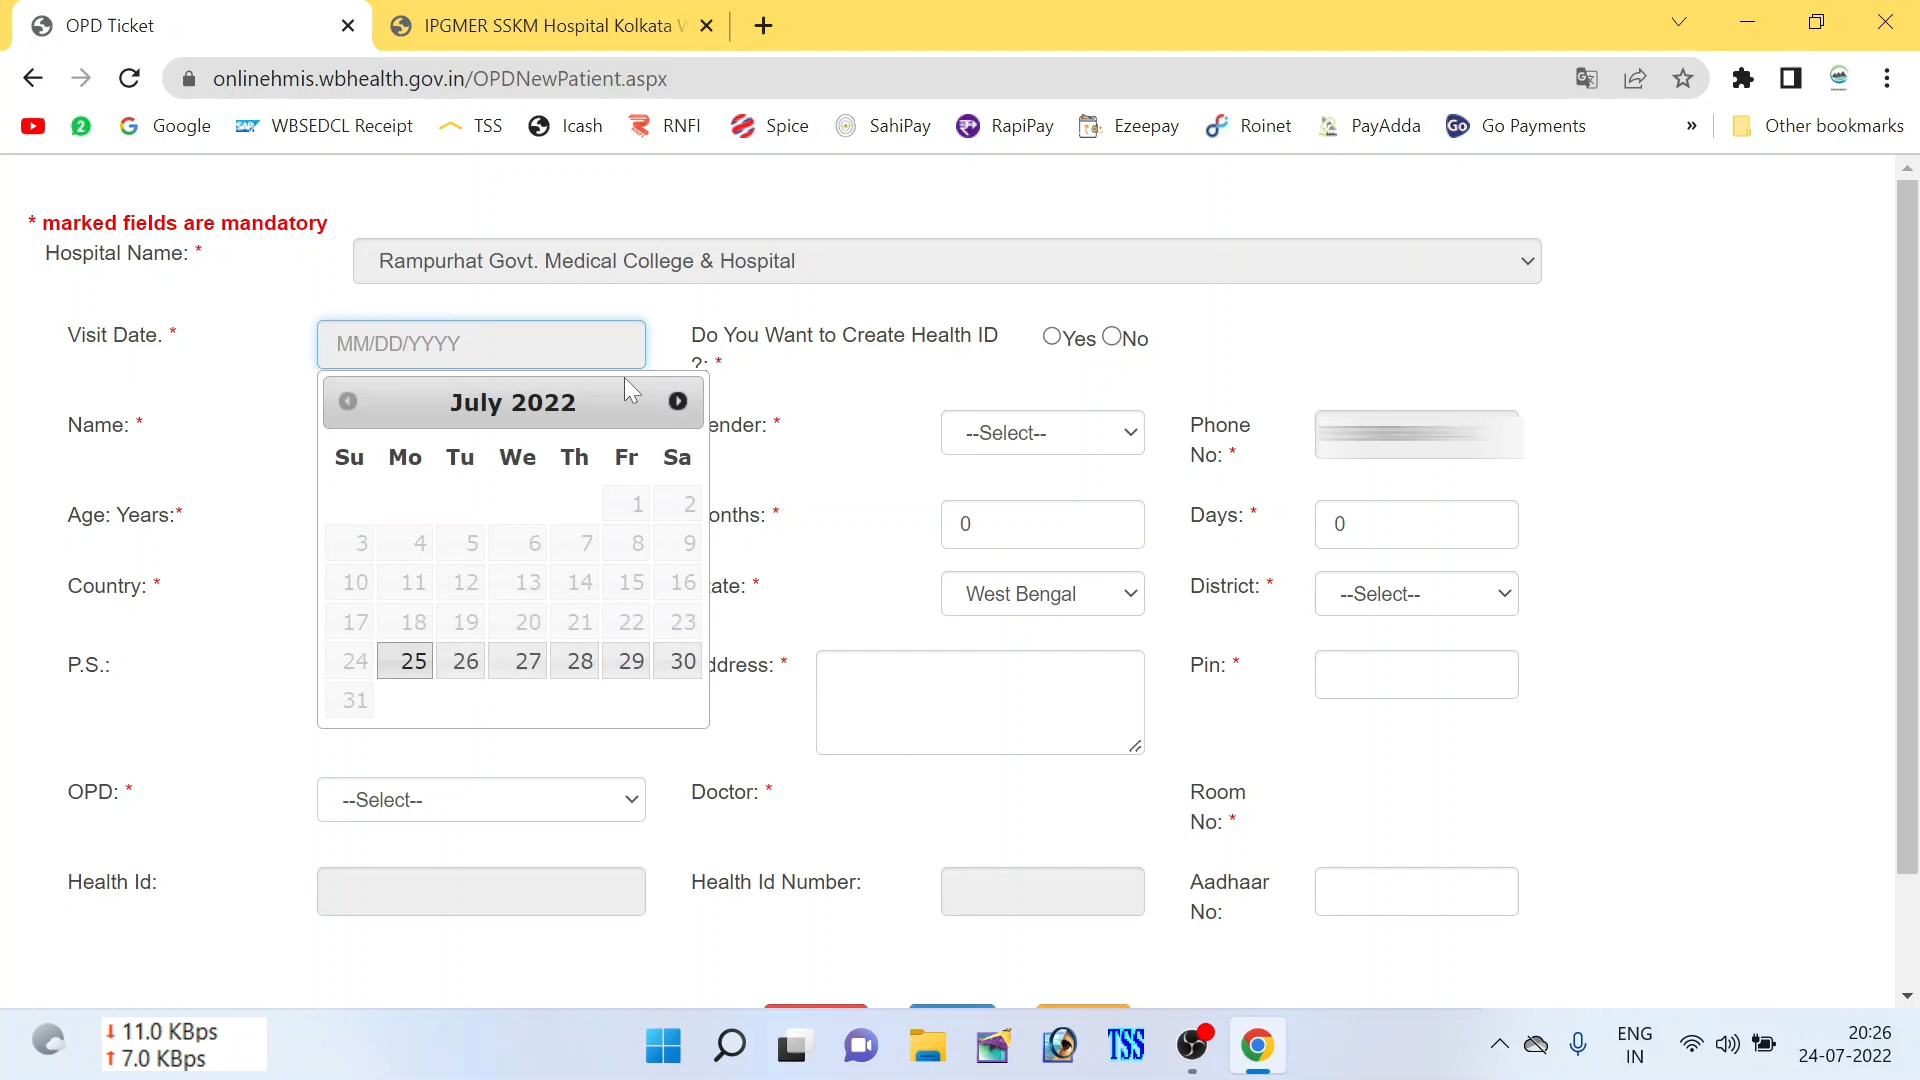 OPD Ticket
IPGMER SSKM Hospital Kolkata W
onlinehmis.wbhealth.gov.in/OPDNewPatient.aspx
2 Google SAP WBSEDCL Receipt TSS Icash RNFI Spice SahiPay RapiPay Ezeepay Roinet PayAdda Go Go Payments » Other bookmarks
* marked fields are mandatory
Hospital Name: *
Rampurhat Govt. Medical College & Hospital
Visit Date. *
MM/DD/YYYY
Do You Want to Create Health ID
?: *
Yes No
July 2022
Su Mo Tu We Th Fr Sa
1 2
3 4 5 6 7 8 9
10 11 12 13 14 15 16
17 18 19 20 21 22 23
24 25 26 27 28 29 30
31
Name: *
ender: *
--Select--
Phone
No: *
Age: Years:*
onths: *
0
Days: *
0
Country: *
ate: *
West Bengal
District: *
--Select--
P.S.:
ddress: *
Pin: *
OPD: *
--Select--
Doctor: *
Room
No: *
Health Id:
Health Id Number:
Aadhaar
No:
11.0 KBps
7.0 KBps
TSS
ENG
IN
20:26
24-07-2022